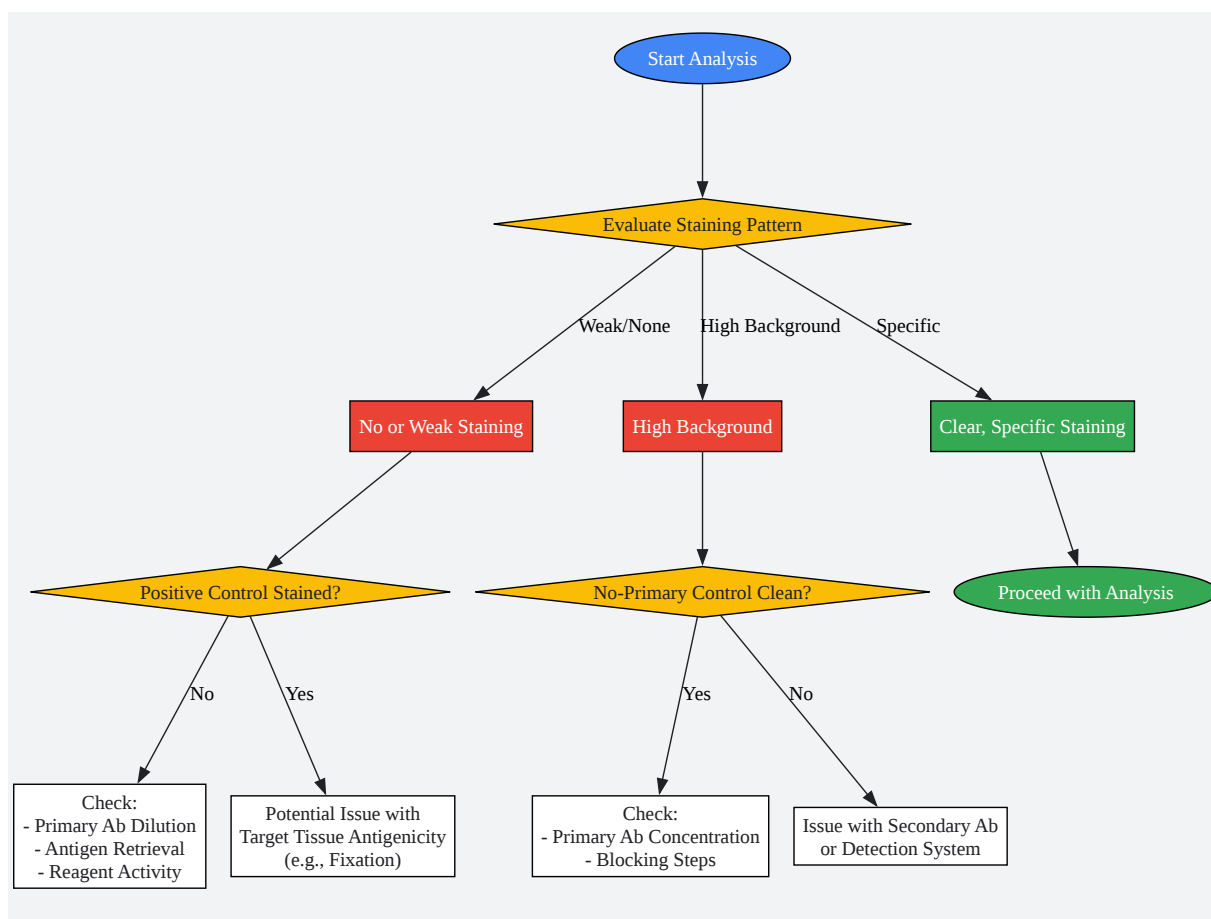 Start Analysis
Evaluate Staining Pattern
Weak/None
High Background
Specific
No or Weak Staining
High Background
Clear, Specific Staining
Positive Control Stained?
No-Primary Control Clean?
Proceed with Analysis
No
Yes
Yes
No
Check:
- Primary Ab Dilution
- Antigen Retrieval
- Reagent Activity
Potential Issue with
Target Tissue Antigenicity
(e.g., Fixation)
Check:
- Primary Ab Concentration
- Blocking Steps
Issue with Secondary Ab
or Detection System